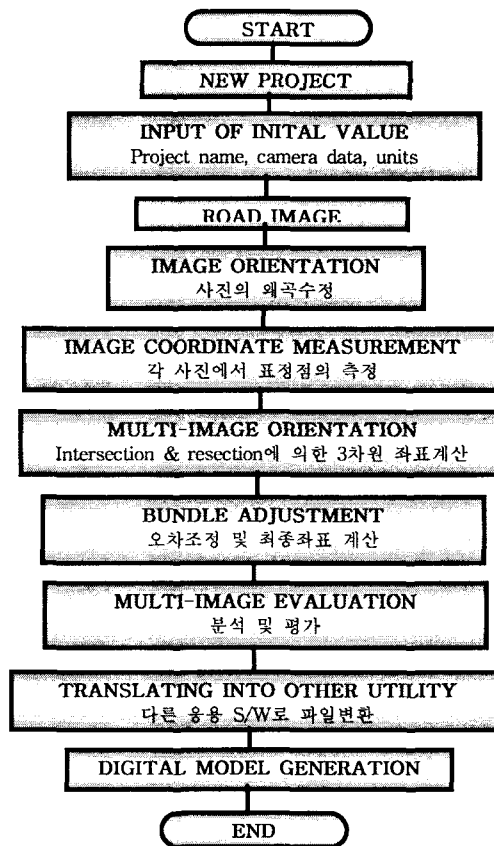 START
NEW PROJECT
INPUT OF INITAL VALUE
Project name, camera data, units
ROAD IMAGE
IMAGE ORIENTATION
사진의 왜곡수정
IMAGE COORDINATE MEASUREMENT
각 사진에서 표정점의 측정
MULTI-IMAGE ORIENTATION
Intersection & resection에 의한 3차원 좌표계산
BUNDLE ADJUSTMENT
오차조정 및 최종좌표 계산
MULTI-IMAGE EVALUATION
분석 및 평가
TRANSLATING INTO OTHER UTILITY
다른 응용 S/W로 파일변환
DIGITAL MODEL GENERATION
END